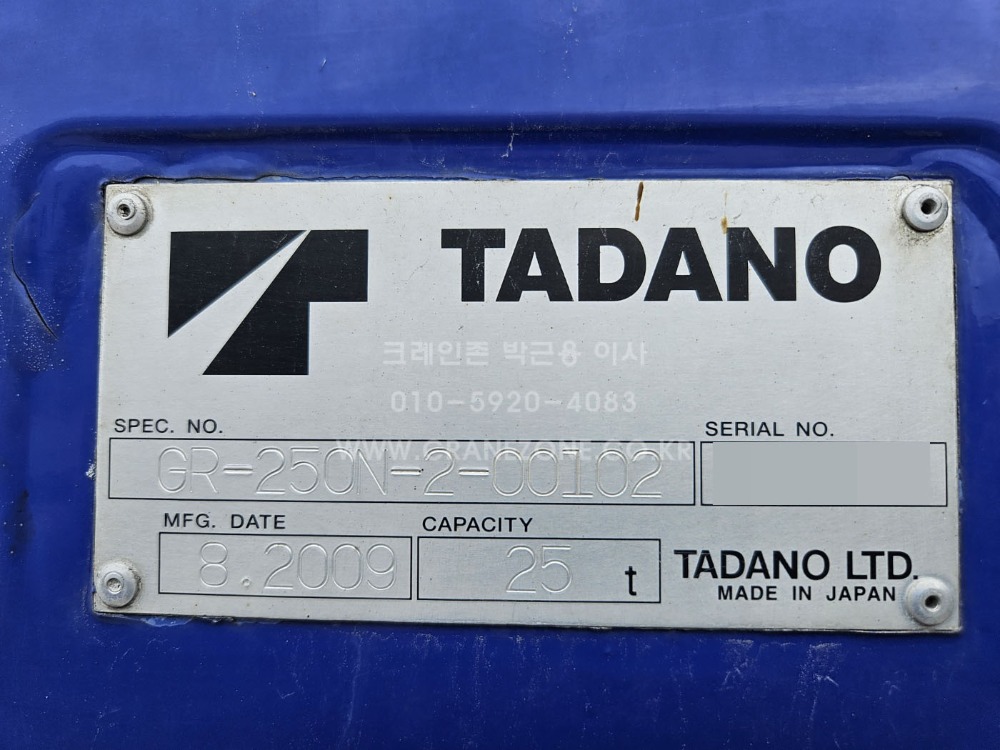 TADANO
크레인존 박근용 이사
010-5920-4083
WWW.CRANEZONE.CO.KR
SPEC. NO.
SERIAL NO.
GR-250N-2-00102
MFG. DATE
CAPACITY
8.2009
25 t
TADANO LTD.
MADE IN JAPAN